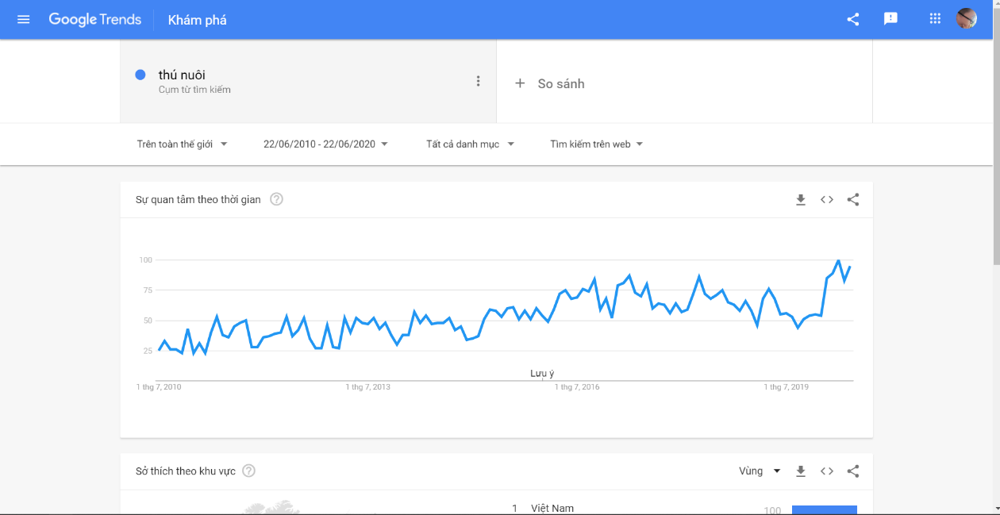 Google Trends Khám phá
thú nuôi
Cụm từ tìm kiếm
+ So sánh
Trên toàn thế giới 22/06/2010 - 22/06/2020 Tất cả danh mục Tìm kiếm trên web
Sự quan tâm theo thời gian ?
100
75
50
25
Lưu ý
1 thg 7, 2010 1 thg 7, 2013 1 thg 7, 2016 1 thg 7, 2019
Sở thích theo khu vực ? Vùng
1 Việt Nam 100